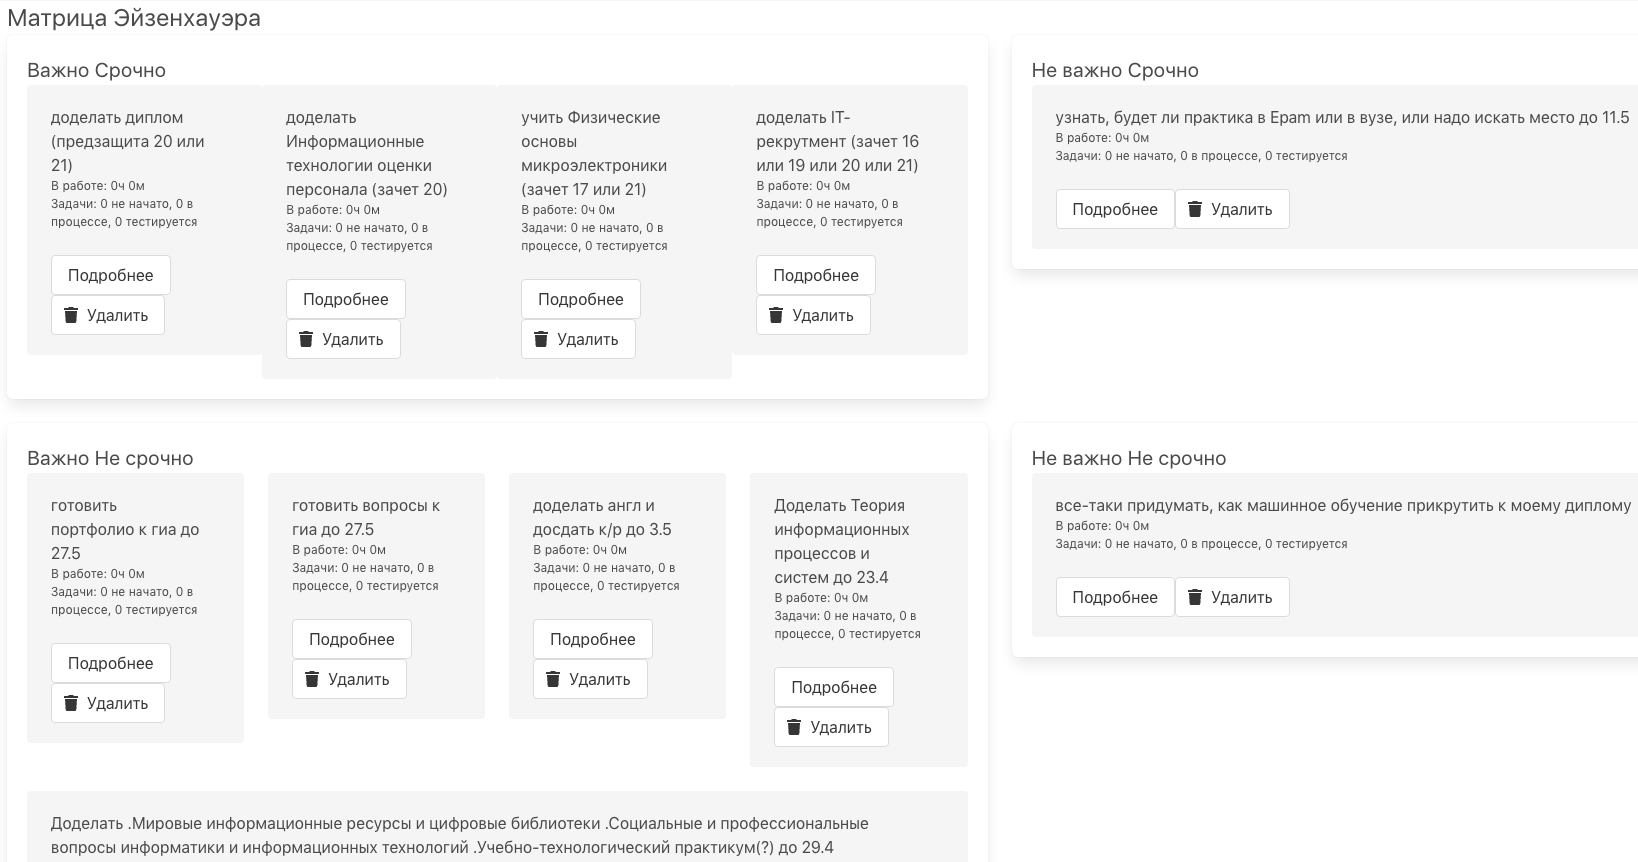 Матрица Эйзенхауэра
Важно Срочно
доделать диплом
(предзащита 20 или
21)
В работе: 0ч 0м
Задачи: 0 не начато, 0 в
процессе, 0 тестируется
Подробнее
Удалить
доделать
Информационные
технологии оценки
персонала (зачет 20)
В работе: 0ч 0м
Задачи: 0 не начато, 0 в
процессе, 0 тестируется
Подробнее
Удалить
учить Физические
основы
микроэлектроники
(зачет 17 или 21)
В работе: 0ч 0м
Задачи: 0 не начато, 0 в
процессе, 0 тестируется
Подробнее
Удалить
доделать IT-
рекрутмент (зачет 16
или 19 или 20 или 21)
В работе: 0ч 0м
Задачи: 0 не начато, 0 в
процессе, 0 тестируется
Подробнее
Удалить
Не важно Срочно
узнать, будет ли практика в Epam или в вузе, или надо искать место до 11.5
В работе: 0ч 0м
Задачи: 0 не начато, 0 в процессе, 0 тестируется
Подробнее
Удалить
Важно Не срочно
готовить
портфолио к гиа до
27.5
В работе: 0ч 0м
Задачи: 0 не начато, 0 в
процессе, 0 тестируется
Подробнее
Удалить
готовить вопросы к
гиа до 27.5
В работе: 0ч 0м
Задачи: 0 не начато, 0 в
процессе, 0 тестируется
Подробнее
Удалить
доделать англ и
досдать к/р до 3.5
В работе: 0ч 0м
Задачи: 0 не начато, 0 в
процессе, 0 тестируется
Подробнее
Удалить
Доделать Теория
информационных
процессов и
систем до 23.4
В работе: 0ч 0м
Задачи: 0 не начато, 0 в
процессе, 0 тестируется
Подробнее
Удалить
Доделать .Мировые информационные ресурсы и цифровые библиотеки .Социальные и профессиональные
вопросы информатики и информационных технологий .Учебно-технологический практикум(?) до 29.4
Не важно Не срочно
все-таки придумать, как машинное обучение прикрутить к моему диплому
В работе: 0ч 0м
Задачи: 0 не начато, 0 в процессе, 0 тестируется
Подробнее
Удалить